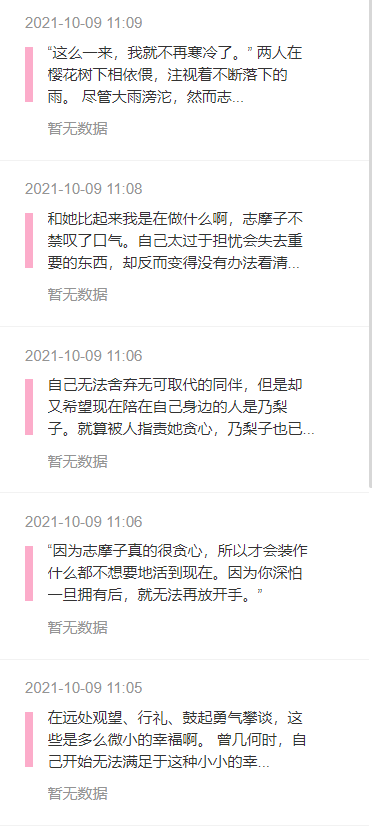 2021-10-09 11:09
“这么一来，我就不再寒冷了。” 两人在
樱花树下相依偎，注视着不断落下的
雨。 尽管大雨滂沱，然而志...
暂无数据
2021-10-09 11:08
和她比起来我是在做什么啊，志摩子不
禁叹了口气。自己太过于担忧会失去重
要的东西，却反而变得没有办法看清...
暂无数据
2021-10-09 11:06
自己无法舍弃无可取代的同伴，但是却
又希望现在陪在自己身边的人是乃梨
子。就算被人指责她贪心，乃梨子也已...
暂无数据
2021-10-09 11:06
“因为志摩子真的很贪心，所以才会装作
什么都不想要地活到现在。因为你深怕
一旦拥有后，就无法再放开手。”
暂无数据
2021-10-09 11:05
在远处观望、行礼、鼓起勇气攀谈，这
些是多么微小的幸福啊。 曾几何时，自
己开始无法满足于这种小小的幸...
暂无数据